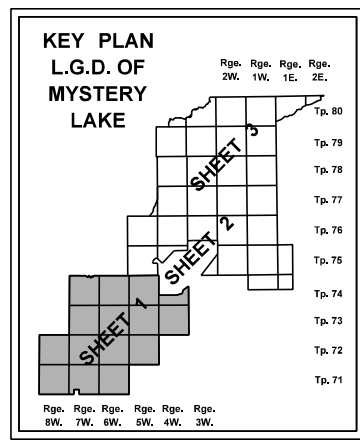 KEY PLAN
L.G.D. OF
MYSTERY
LAKE
Rge. Rge. Rge. Rge.
2W. 1W. 1E. 2E.
Tp. 80
Tp. 79
Tp. 78
Tp. 77
Tp. 76
Tp. 75
Tp. 74
Tp. 73
Tp. 72
Tp. 71
SHEET 3
SHEET 2
SHEET 1
Rge. Rge. Rge. Rge. Rge. Rge.
8W. 7W. 6W. 5W. 4W. 3W.